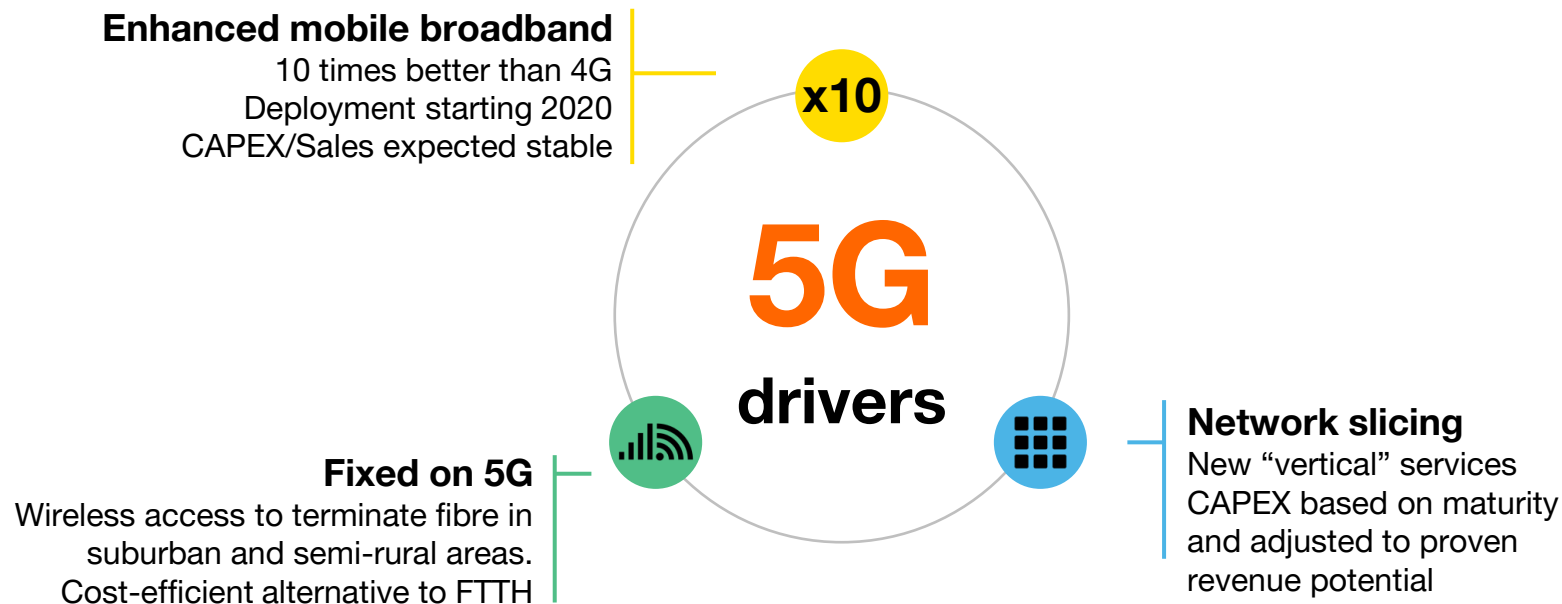 Enhanced mobile broadband
10 times better than 4G
Deployment starting 2020
CAPEX/Sales expected stable
x10
5G
drivers
Fixed on 5G
Wireless access to terminate fibre in
suburban and semi-rural areas.
Cost-efficient alternative to FTTH
Network slicing
New “vertical” services
CAPEX based on maturity
and adjusted to proven
revenue potential